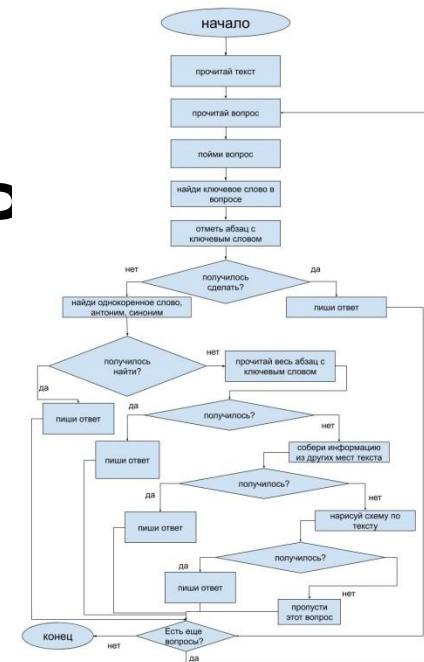 начало
прочитай текст
прочитай вопрос
пойми вопрос
найди ключевое слово в
вопросе
отметь абзац с
ключевым словом
нет
да
получилось
сделать?
найди однокоренное слово,
антоним, синоним
пиши ответ
получилось
найти?
нет
прочитай весь абзац с
ключевым словом
да
пиши ответ
да
получилось?
нет
пиши ответ
собери информацию
из других мест текста
получилось?
да
нет
пиши ответ
нарисуй схему по
тексту
получилось?
да
пиши ответ
нет
пропусти
этот вопрос
конец
нет
Есть еще
вопросы?
да